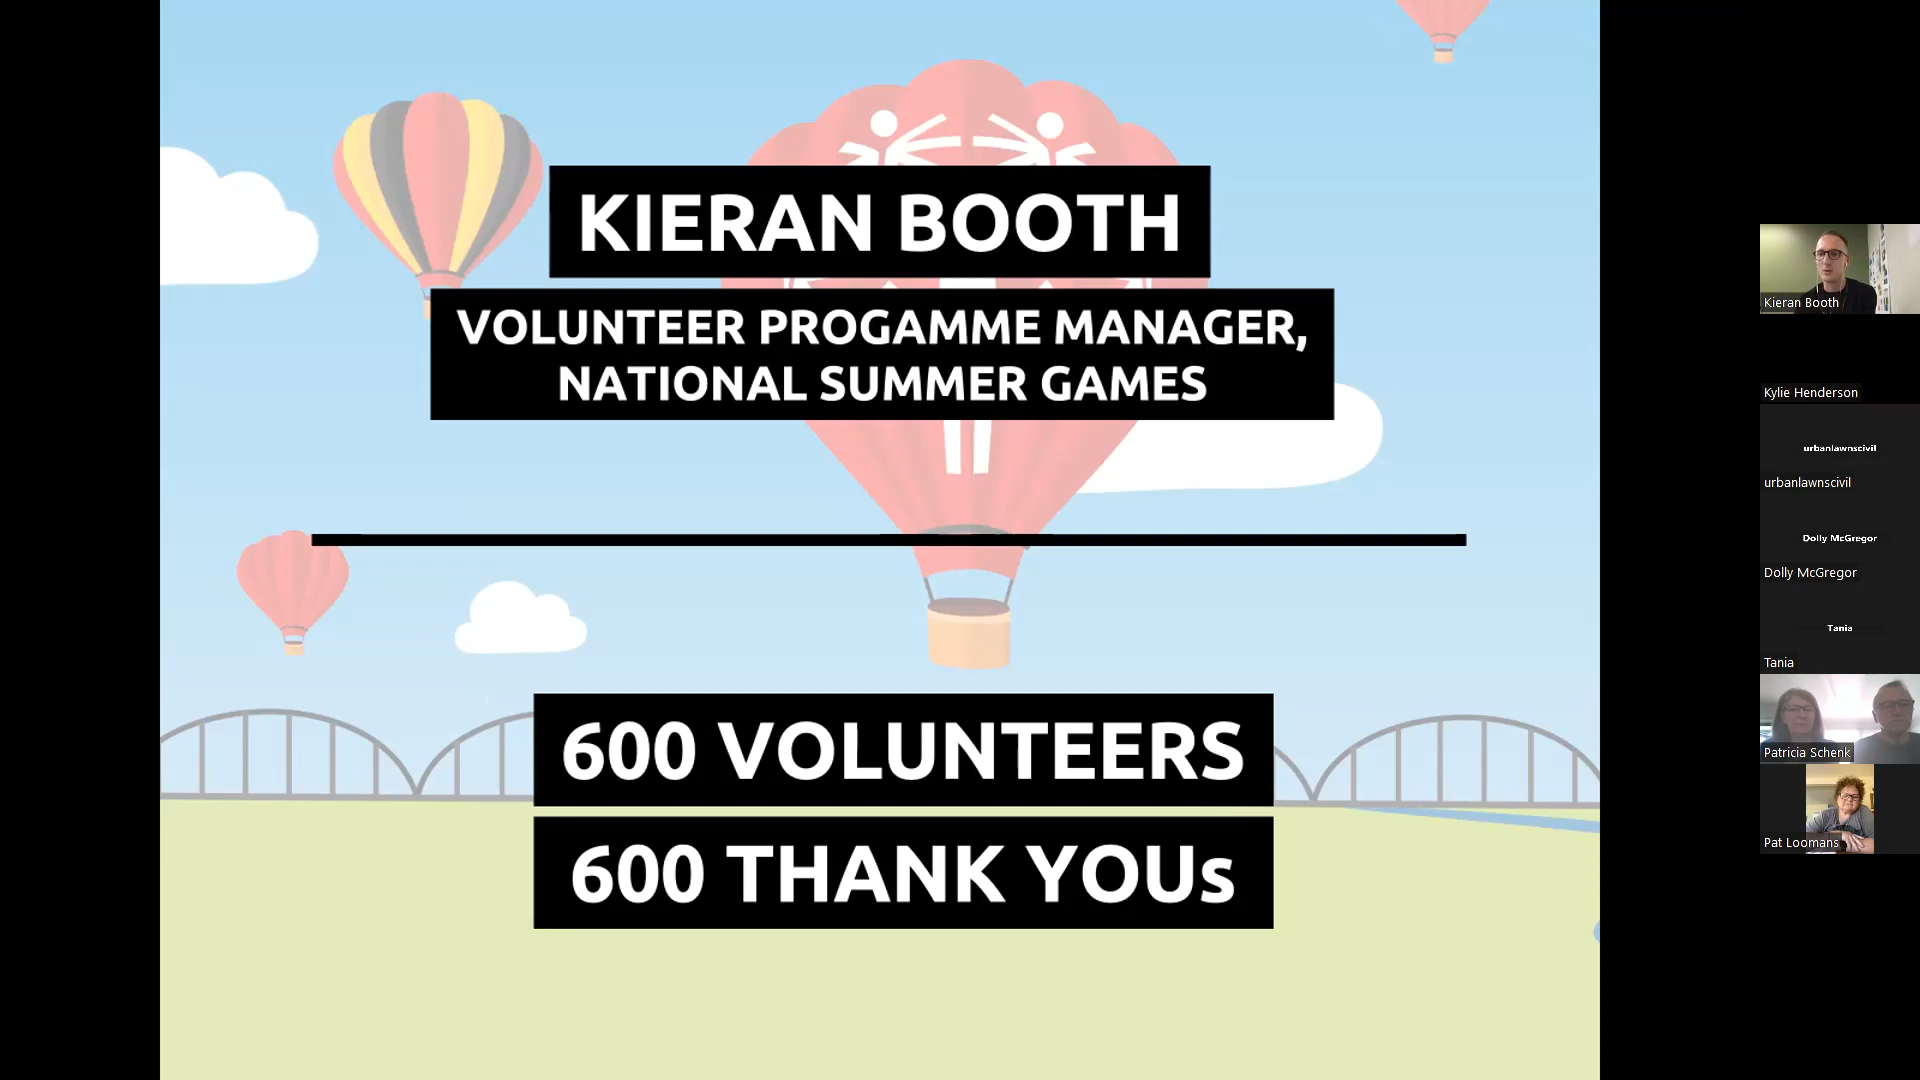 KIERAN BOOTH
VOLUNTEER PROGAMME MANAGER,
NATIONAL SUMMER GAMES
600 VOLUNTEERS
600 THANK YOUs
Kieran Booth
Kylie Henderson
urbanlawnscivil
urbanlawnscivil
Dolly McGregor
Dolly McGregor
Tania
Tania
Patricia Schenk
Pat Loomans